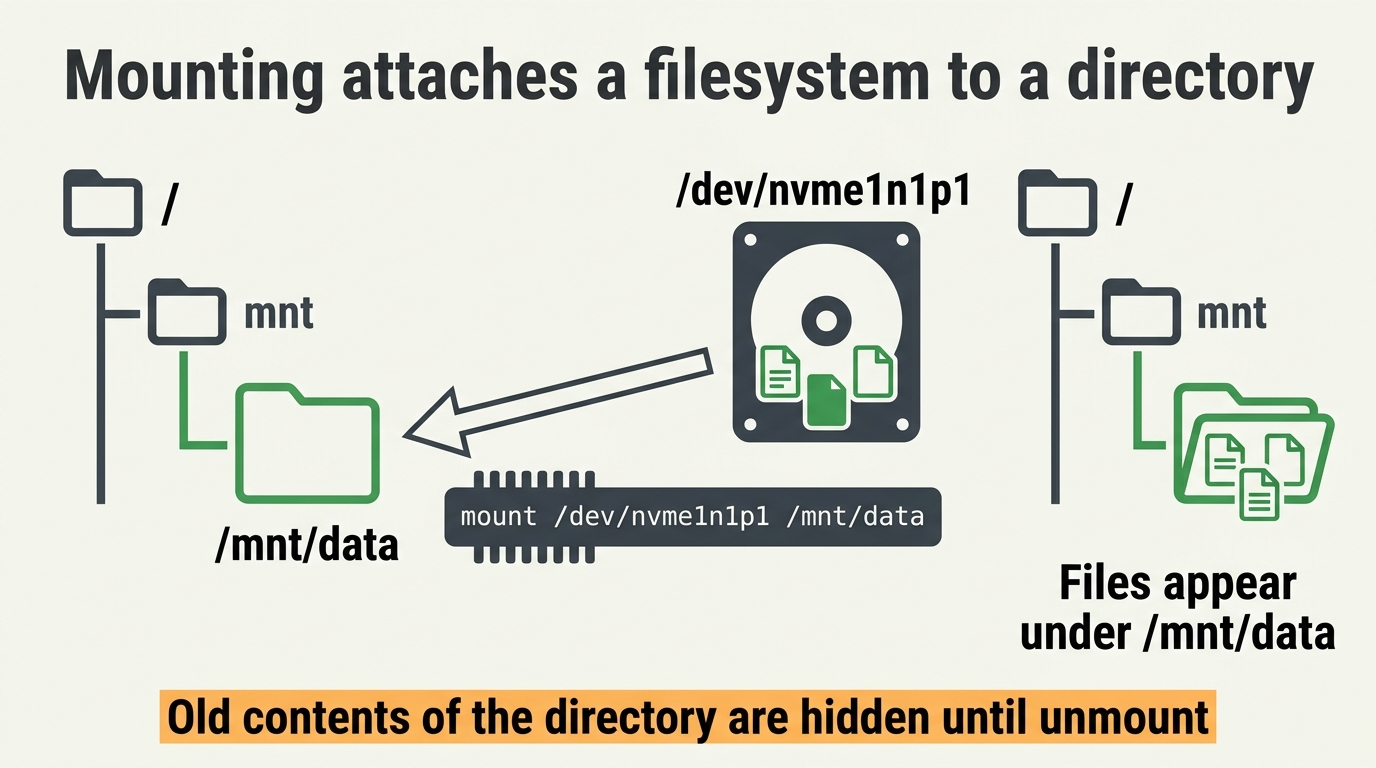 Mounting attaches a filesystem to a directory
/
mnt
/mnt/data
/dev/nvme1n1p1
mount /dev/nvme1n1p1 /mnt/data
/
mnt
Files appear
under /mnt/data
Old contents of the directory are hidden until unmount